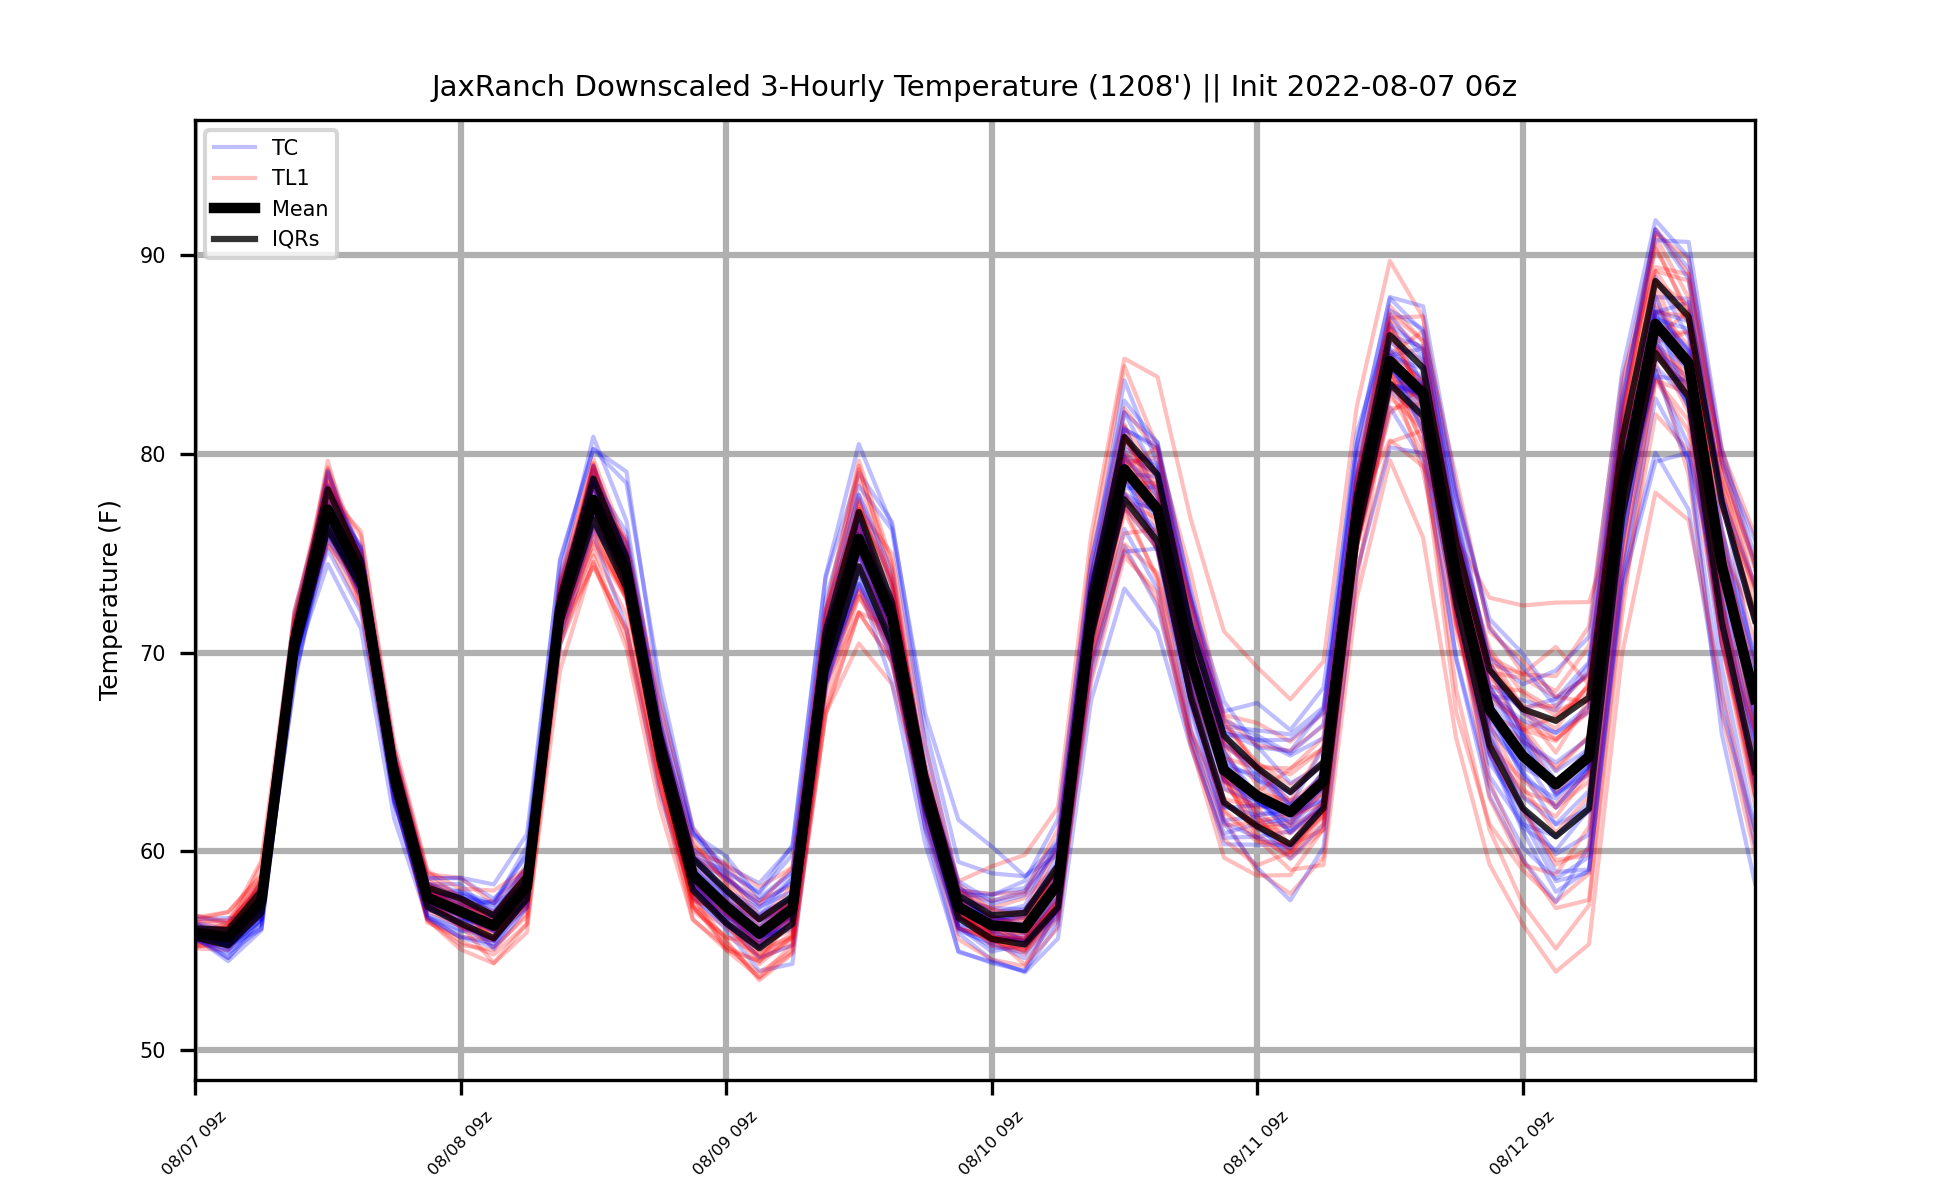 JaxRanch Downscaled 3-Hourly Temperature (1208') || Init 2022-08-07 06z
TC
TL1
Mean
IQRs
Temperature (F)
90
80
70
60
50
08/07 09z
08/08 09z
08/09 09z
08/10 09z
08/11 09z
08/12 09z